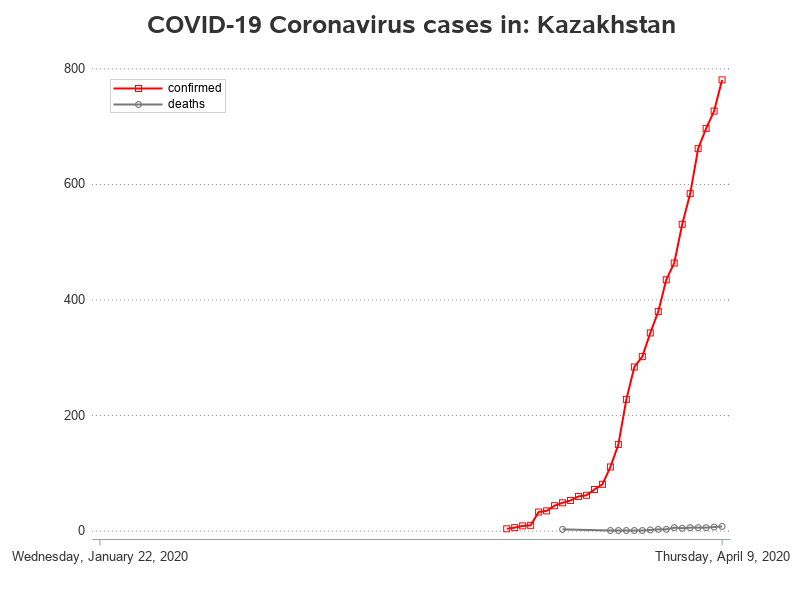 COVID-19 Coronavirus cases in: Kazakhstan
800
confirmed
deaths
600
400
200
0
Wednesday, January 22, 2020 Thursday, April 9, 2020